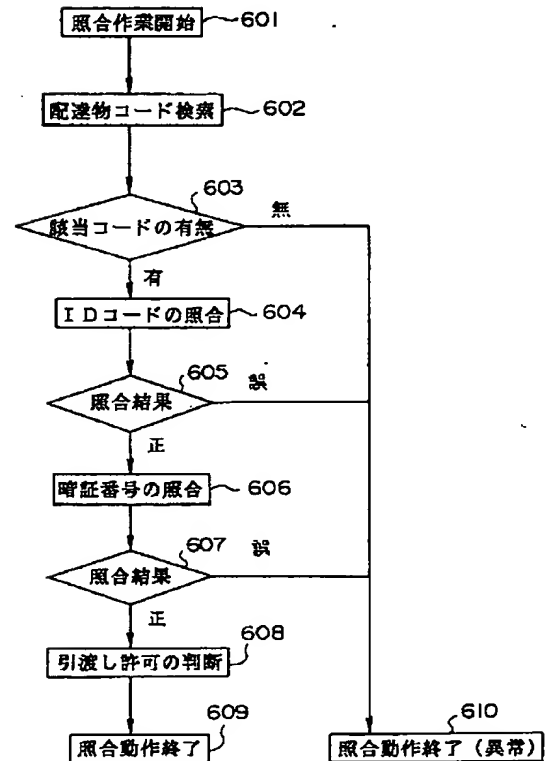 照合作業開始 601
配達物コード検索 602
603
該当コードの有無 無
有
IDコードの照合 604
605
照合結果 誤
正
暗証番号の照合 606
607
照合結果 誤
正
608
引渡し許可の判断
609
照合動作終了
610
照合動作終了(異常)